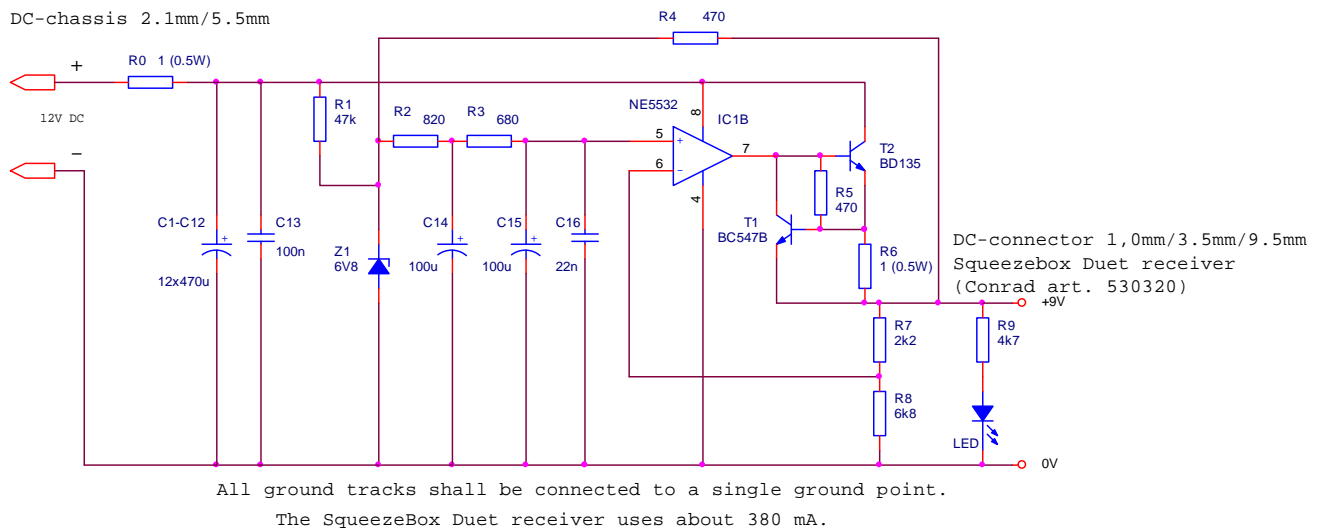 DC-chassis 2.1mm/5.5mm
R4 470
+
R0 1 (0.5W)
12V DC
−
R1
47k
R2 820
R3 680
NE5532
8
IC1B
5
+
6
−
7
4
T2
BD135
R5
470
T1
BC547B
C1-C12
+
12x470u
C13
100n
Z1
6V8
C14
+
100u
C15
+
100u
C16
22n
R6
1 (0.5W)
DC-connector 1,0mm/3.5mm/9.5mm
Squeezebox Duet receiver
(Conrad art. 530320)
+9V
R7
2k2
R9
4k7
R8
6k8
LED
0V
All ground tracks shall be connected to a single ground point.
The SqueezeBox Duet receiver uses about 380 mA.